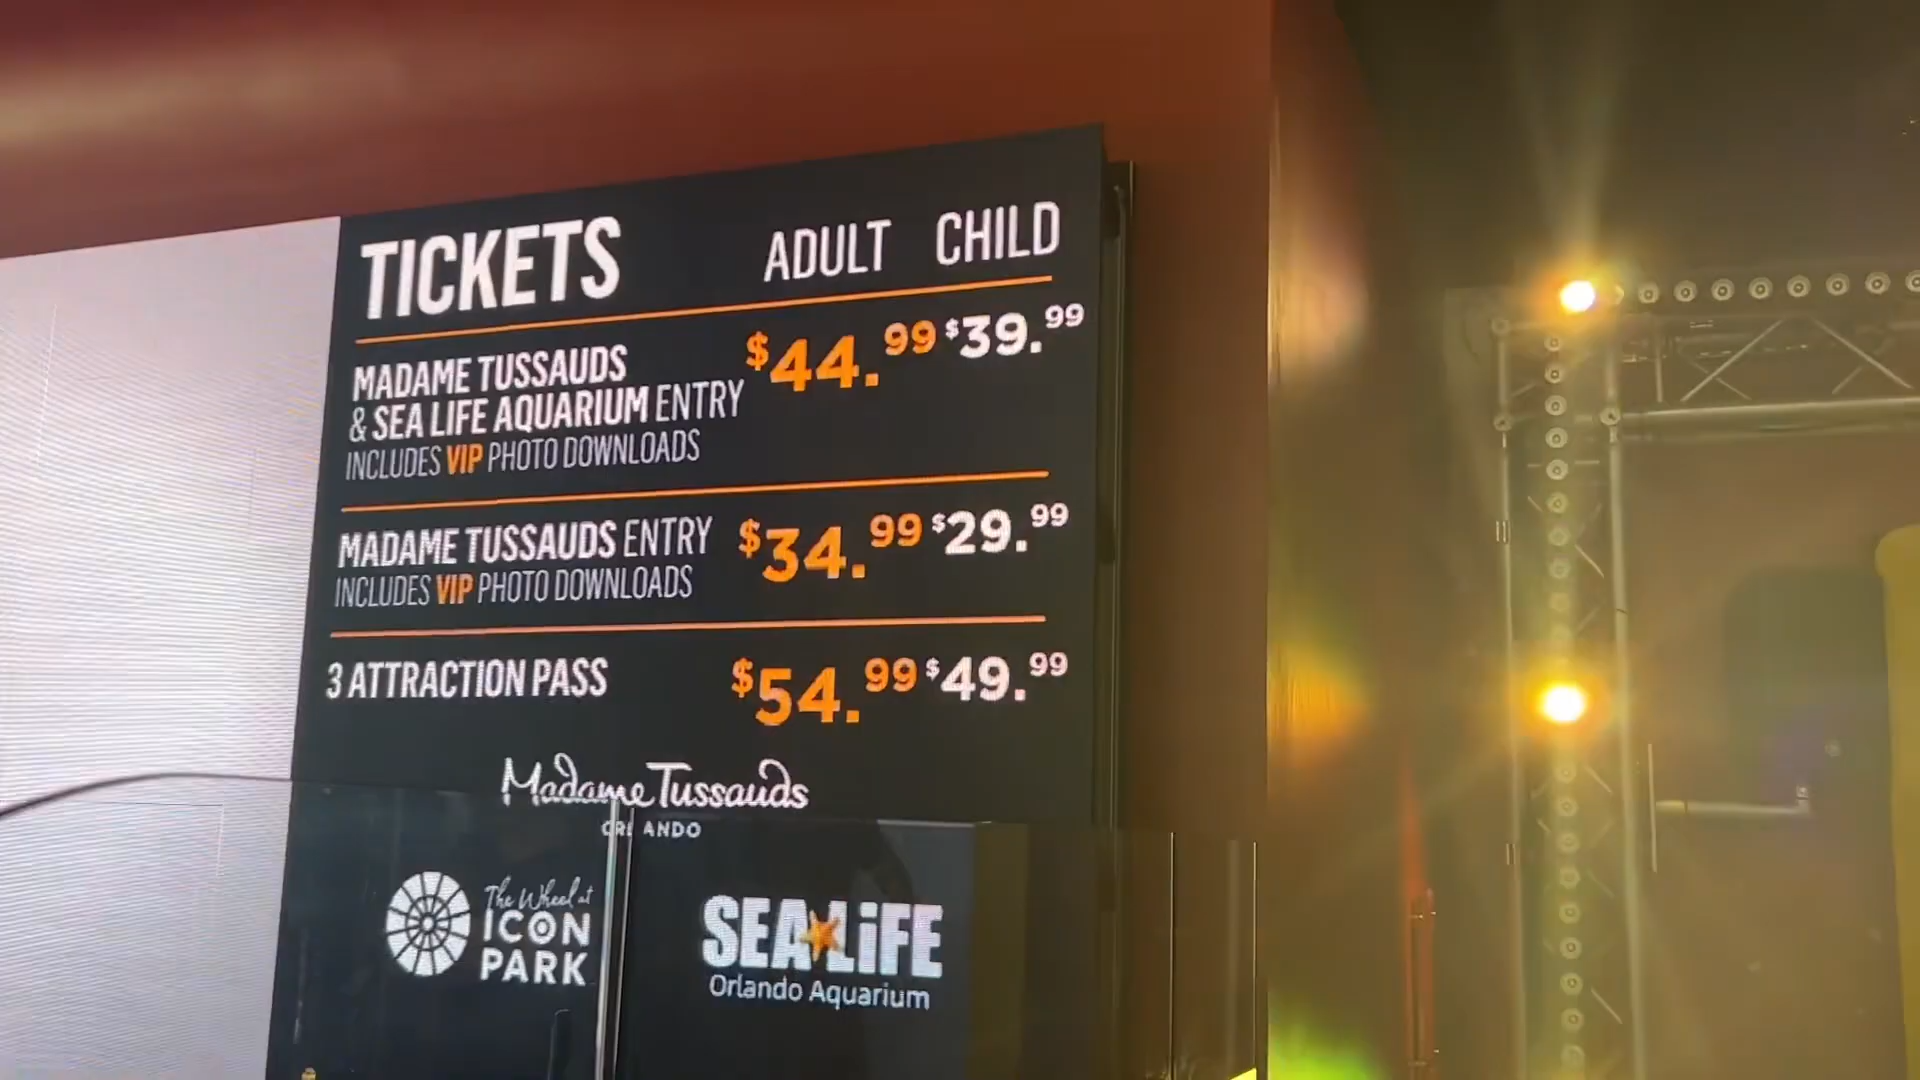 TICKETS ADULT CHILD
MADAME TUSSAUDS $44.99 $39.99
& SEA LIFE AQUARIUM ENTRY
INCLUDES VIP PHOTO DOWNLOADS
MADAME TUSSAUDS ENTRY $34.99 $29.99
INCLUDES VIP PHOTO DOWNLOADS
3 ATTRACTION PASS $54.99 $49.99
Madame Tussauds
ORLANDO
The Wheel at
ICON
PARK
SEA LiFE
Orlando Aquarium